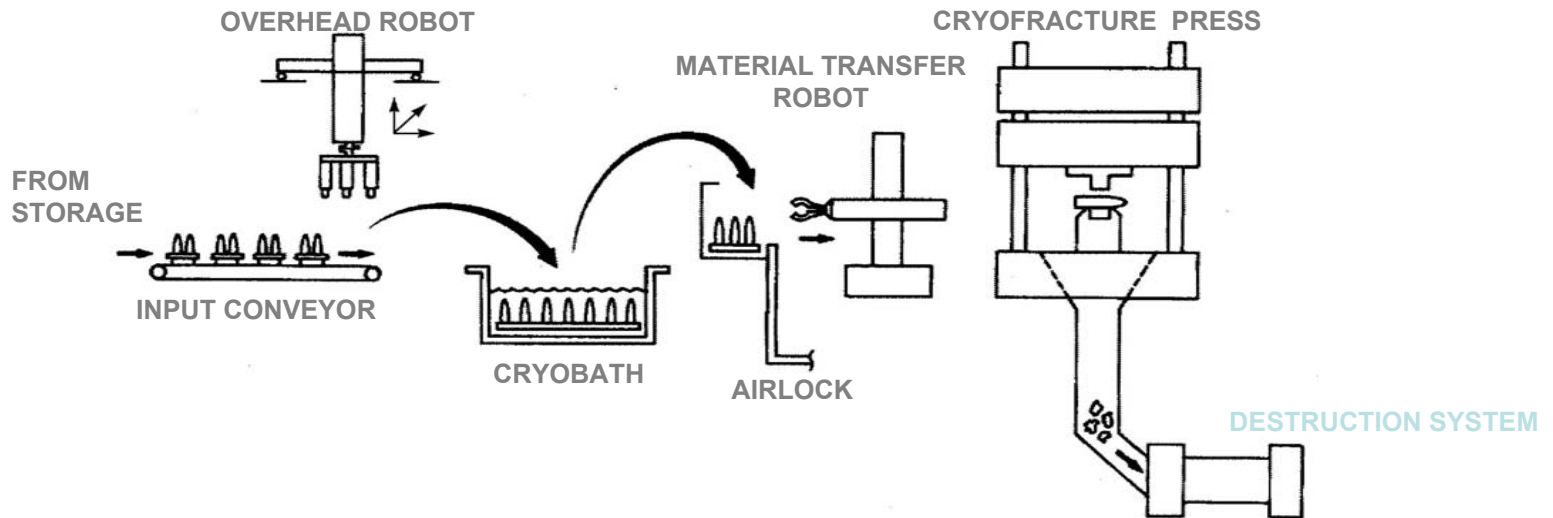 OVERHEAD ROBOT
CRYOFRACTURE PRESS
MATERIAL TRANSFER
ROBOT
FROM
STORAGE
INPUT CONVEYOR
CRYOBATH
AIRLOCK
DESTRUCTION SYSTEM